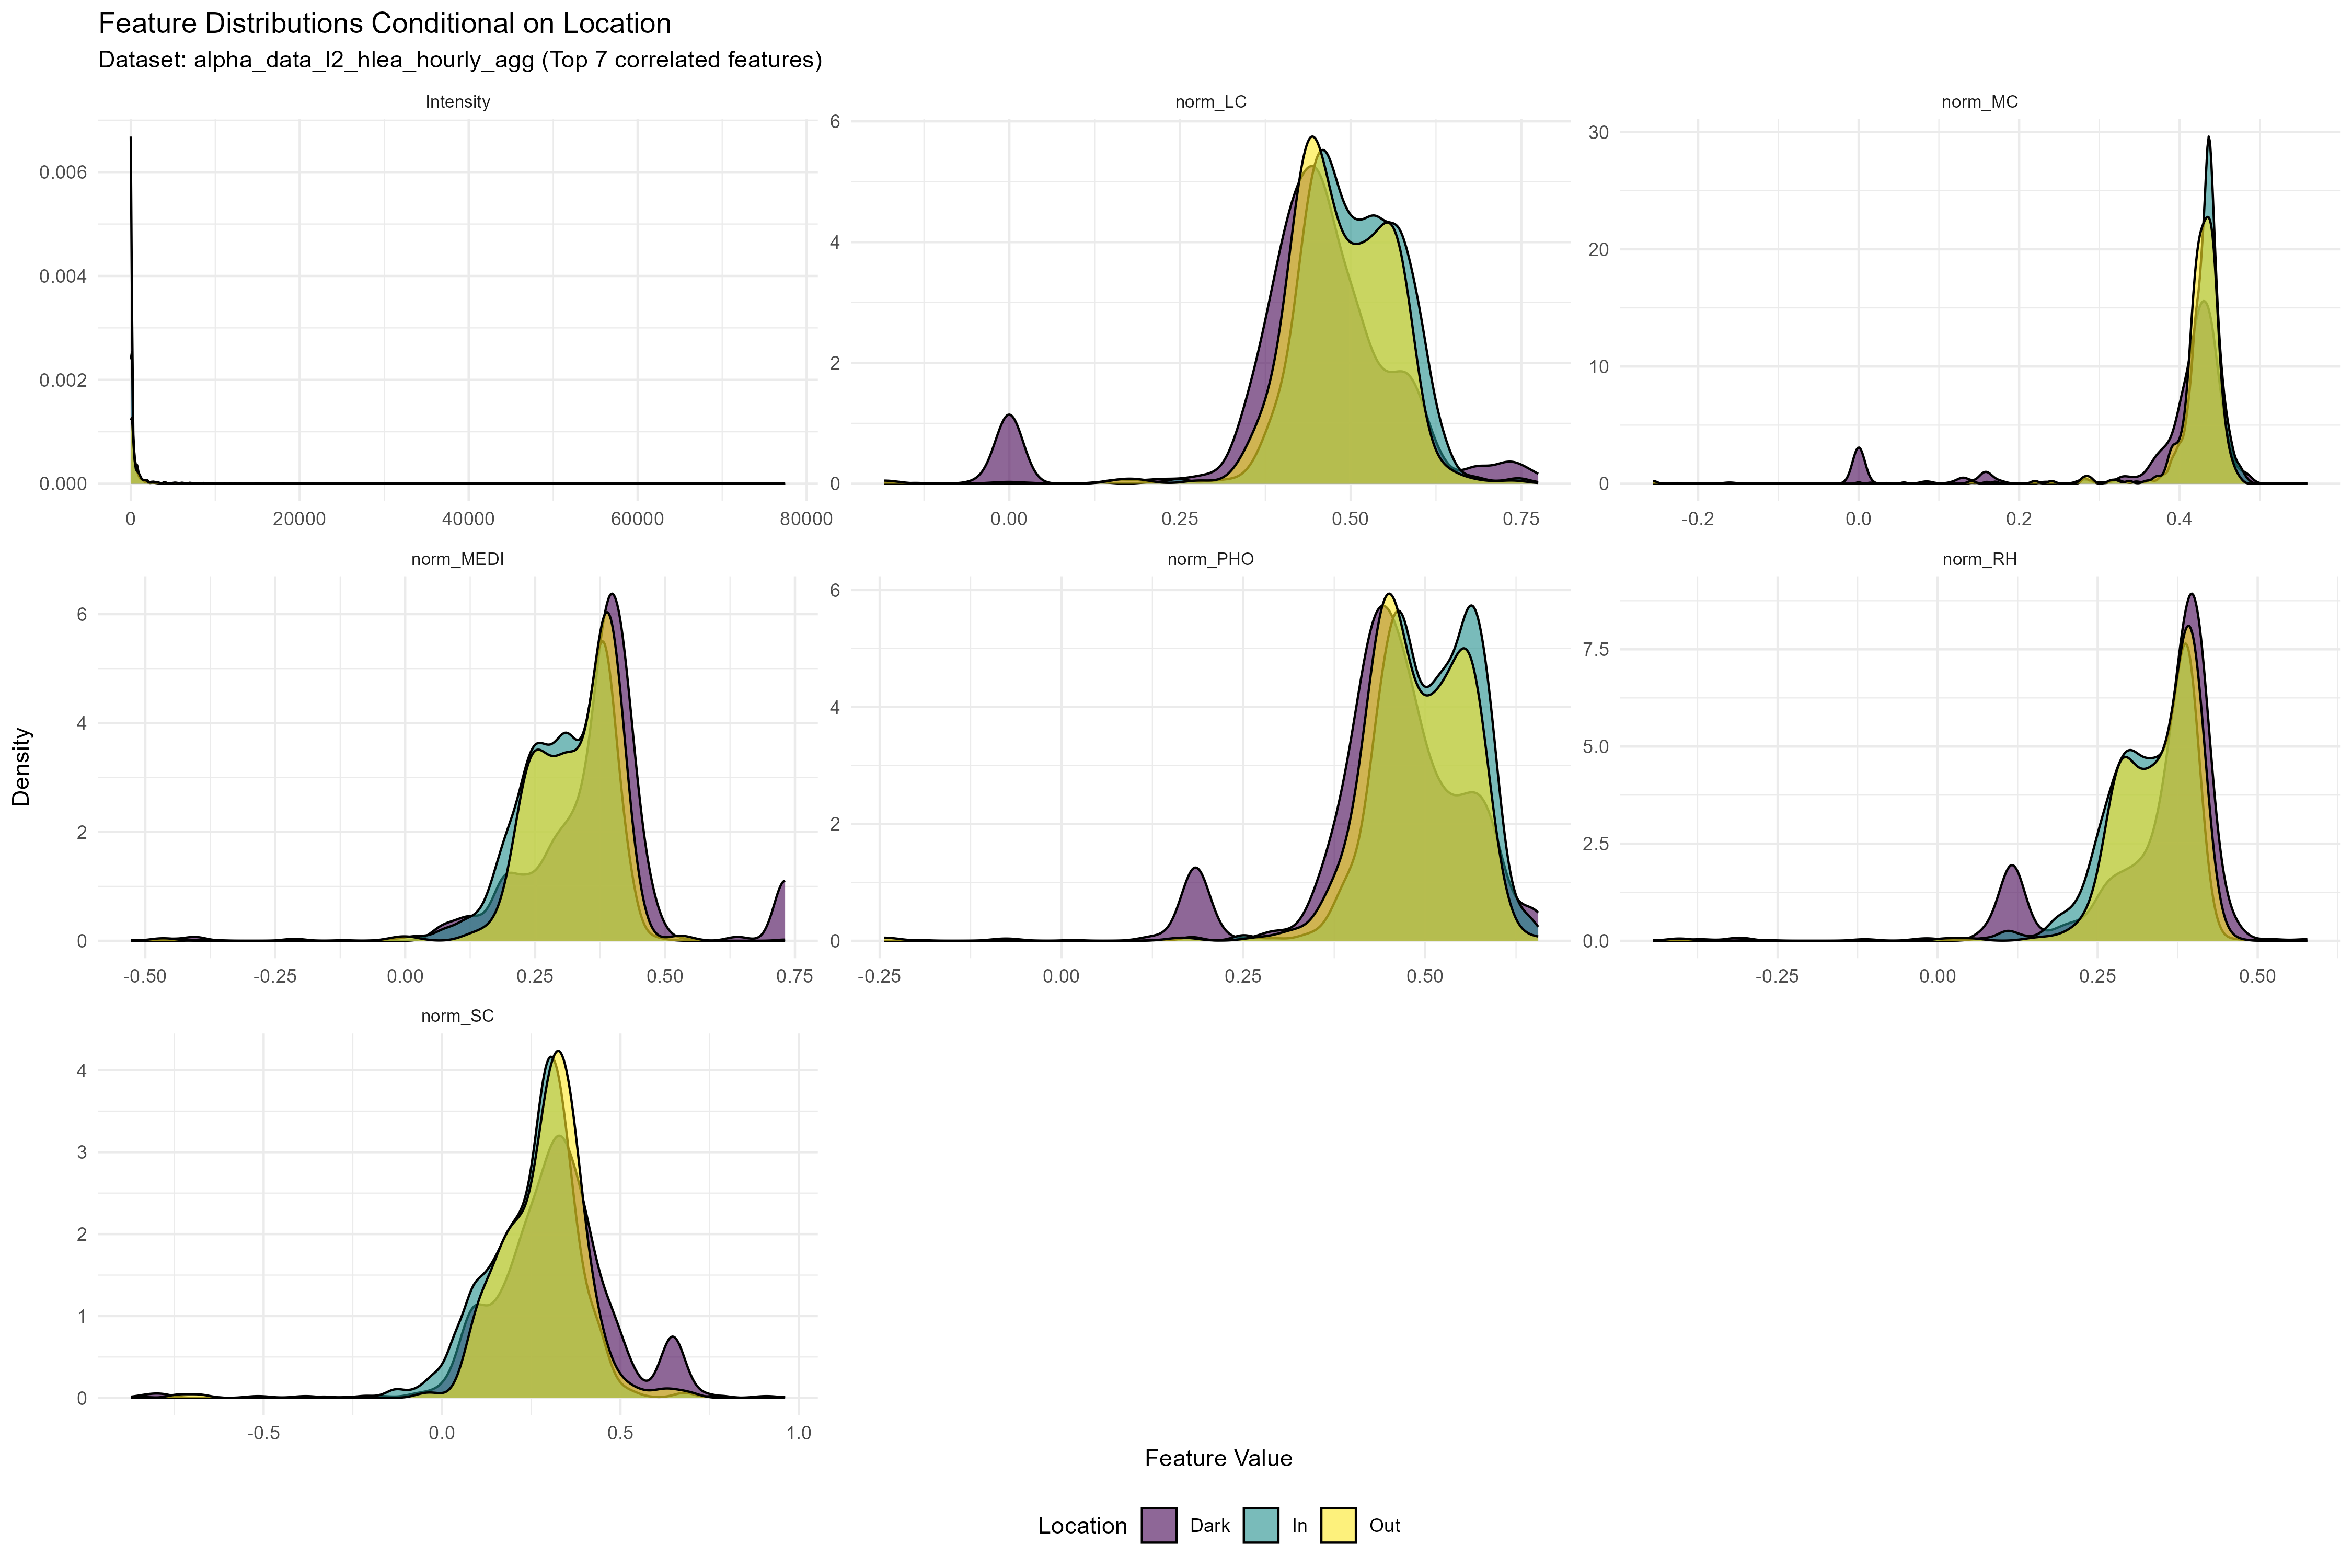 Feature Distributions Conditional on Location
Dataset: alpha_data_l2_hlea_hourly_agg (Top 7 correlated features)
Intensity
norm_LC
norm_MC
0.006
0.004
0.002
0.000
0 20000 40000 60000 80000
6
4
2
0
0.00 0.25 0.50 0.75
30
20
10
0
-0.2 0.0 0.2 0.4
norm_MEDI
norm_PHO
norm_RH
6
4
2
0
-0.50 -0.25 0.00 0.25 0.50 0.75
6
4
2
0
-0.25 0.00 0.25 0.50
7.5
5.0
2.5
0.0
-0.25 0.00 0.25 0.50
norm_SC
4
3
2
1
0
-0.5 0.0 0.5 1.0
Density
Feature Value
Location Dark In Out